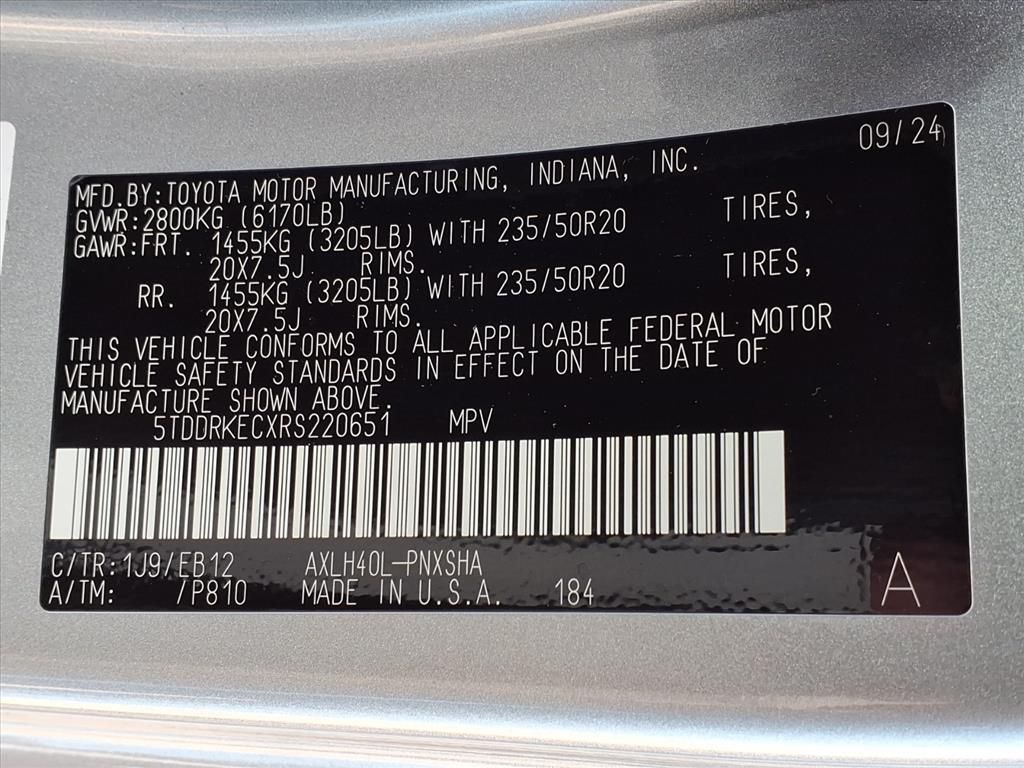 09/24
MFD.BY:TOYOTA MOTOR MANUFACTURING, INDIANA, INC.
GVWR:2800KG (6170LB)
GAWR:FRT. 1455KG (3205LB) WITH 235/50R20 TIRES,
20X7.5J RIMS.
RR. 1455KG (3205LB) WITH 235/50R20 TIRES,
20X7.5J RIMS.
THIS VEHICLE CONFORMS TO ALL APPLICABLE FEDERAL MOTOR
VEHICLE SAFETY STANDARDS IN EFFECT ON THE DATE OF
MANUFACTURE SHOWN ABOVE.
5TDDRKECXRS220651 MPV
C/TR:1J9/EB12 AXLH40L-PNXSHA
A/TM: /P810 MADE IN U.S.A. 184
A